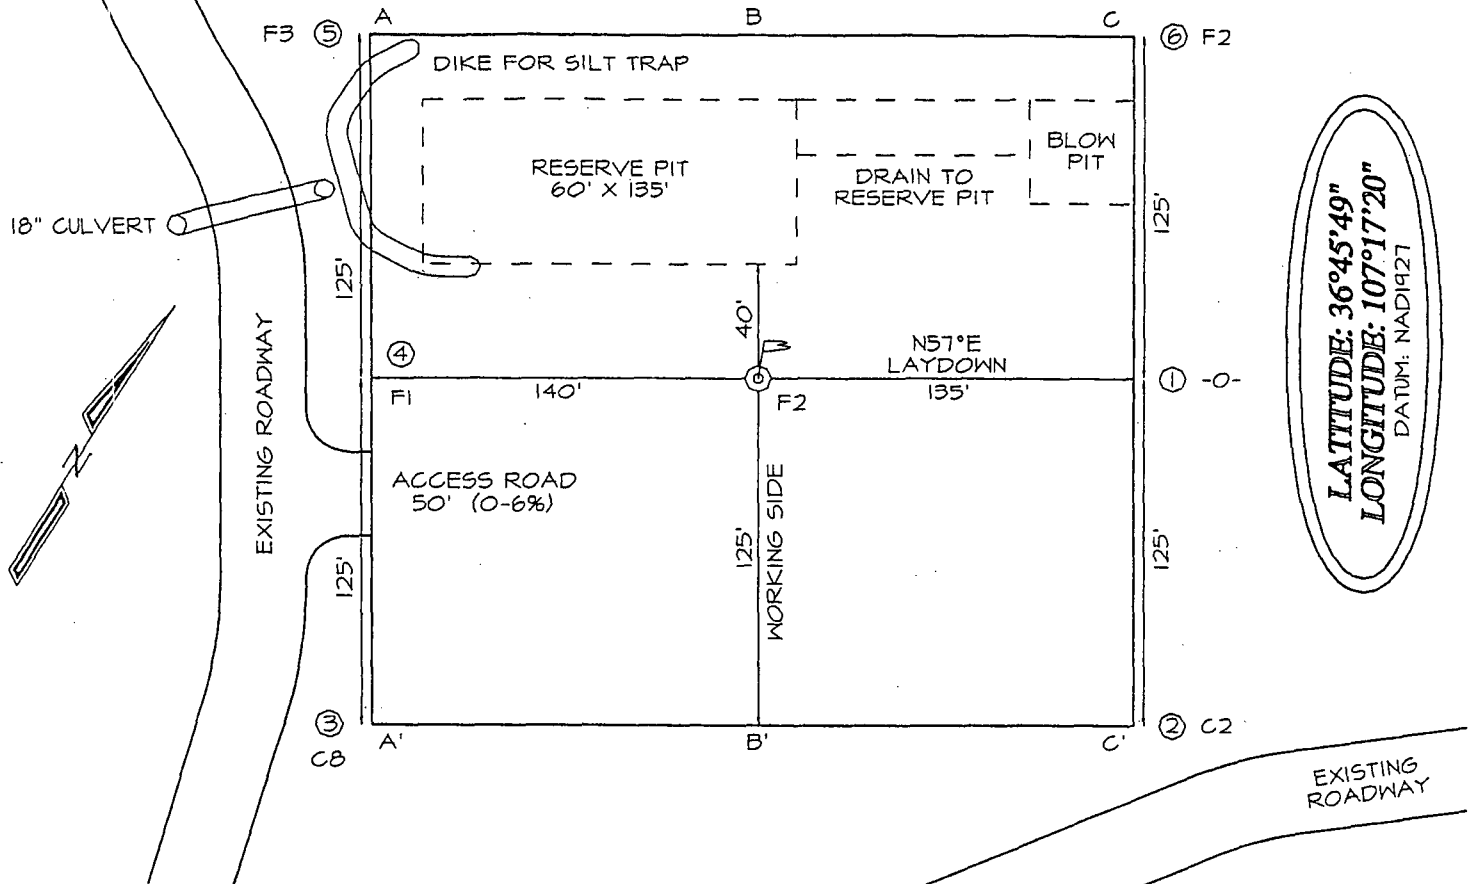 A
B
C
F3 5
6 F2
DIKE FOR SILT TRAP
RESERVE PIT
60' X 135'
BLOW
PIT
DRAIN TO
RESERVE PIT
18" CULVERT
125'
125'
40'
N57°E
LAYDOWN
4
F1
140'
F2
135'
1 -0-
EXISTING ROADWAY
N
ACCESS ROAD
50' (0-6%)
125'
125'
WORKING SIDE
125'
3
C8
A'
B'
C'
2 C2
EXISTING
ROADWAY
LATITUDE: 36°45'49"
LONGITUDE: 107°17'20"
DATUM: NAD1927